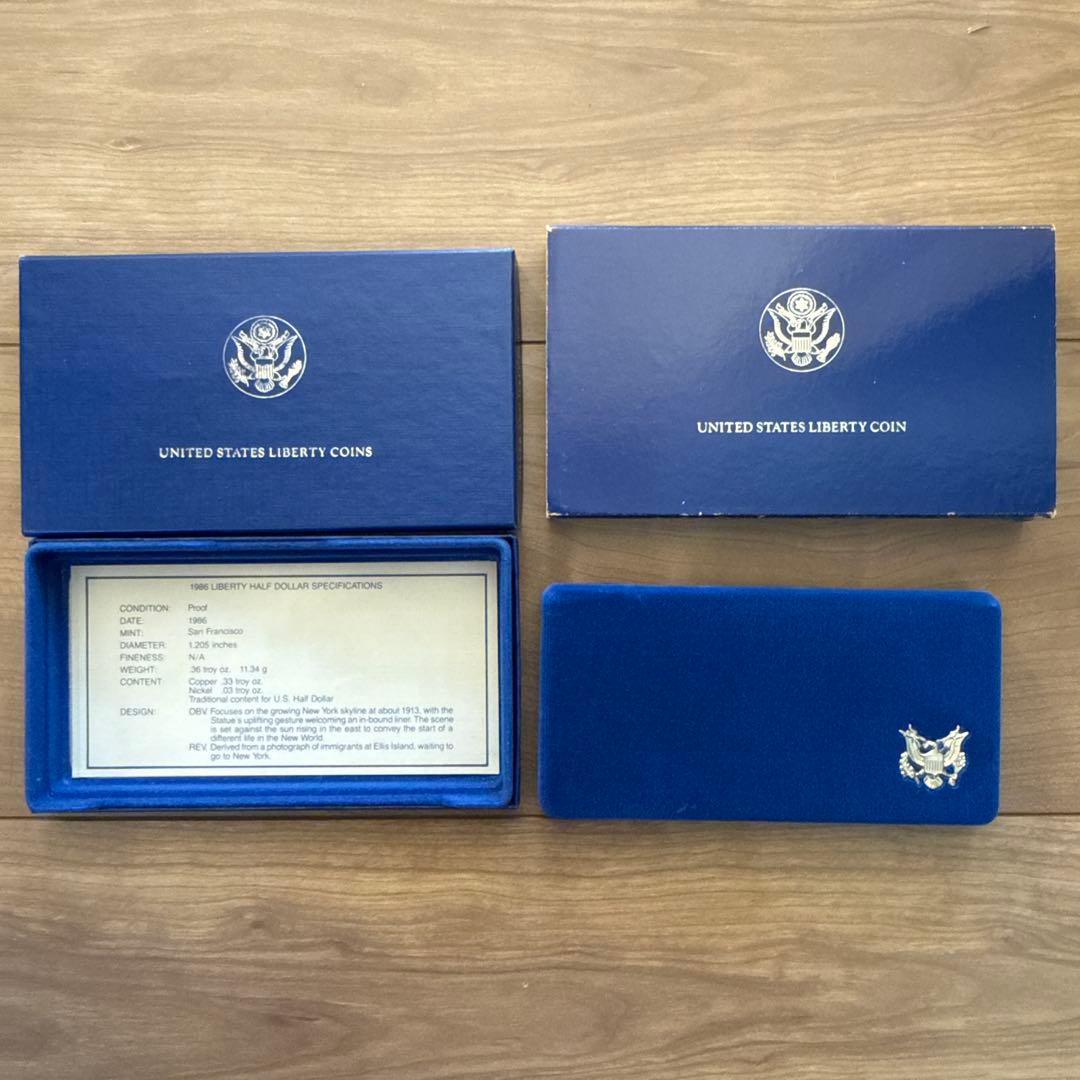 UNITED STATES LIBERTY COINS
UNITED STATES LIBERTY COIN
1986 LIBERTY HALF DOLLAR SPECIFICATIONS
CONDITION: Proof
DATE: 1986
MINT: San Francisco
DIAMETER: 1.205 inches
FINENESS: N/A
WEIGHT: .36 troy oz. 11.34 g
CONTENT: Copper .33 troy oz.
Nickel .03 troy oz.
Traditional content for U.S. Half Dollar
DESIGN: OBV. Focuses on the growing New York skyline at about 1913, with the
Statue's uplifting gesture welcoming an in-bound liner. The scene
is set against the sun rising in the east to convey the start of a
different life in the New World.
REV. Derived from a photograph of immigrants at Ellis Island, waiting to
go to New York.